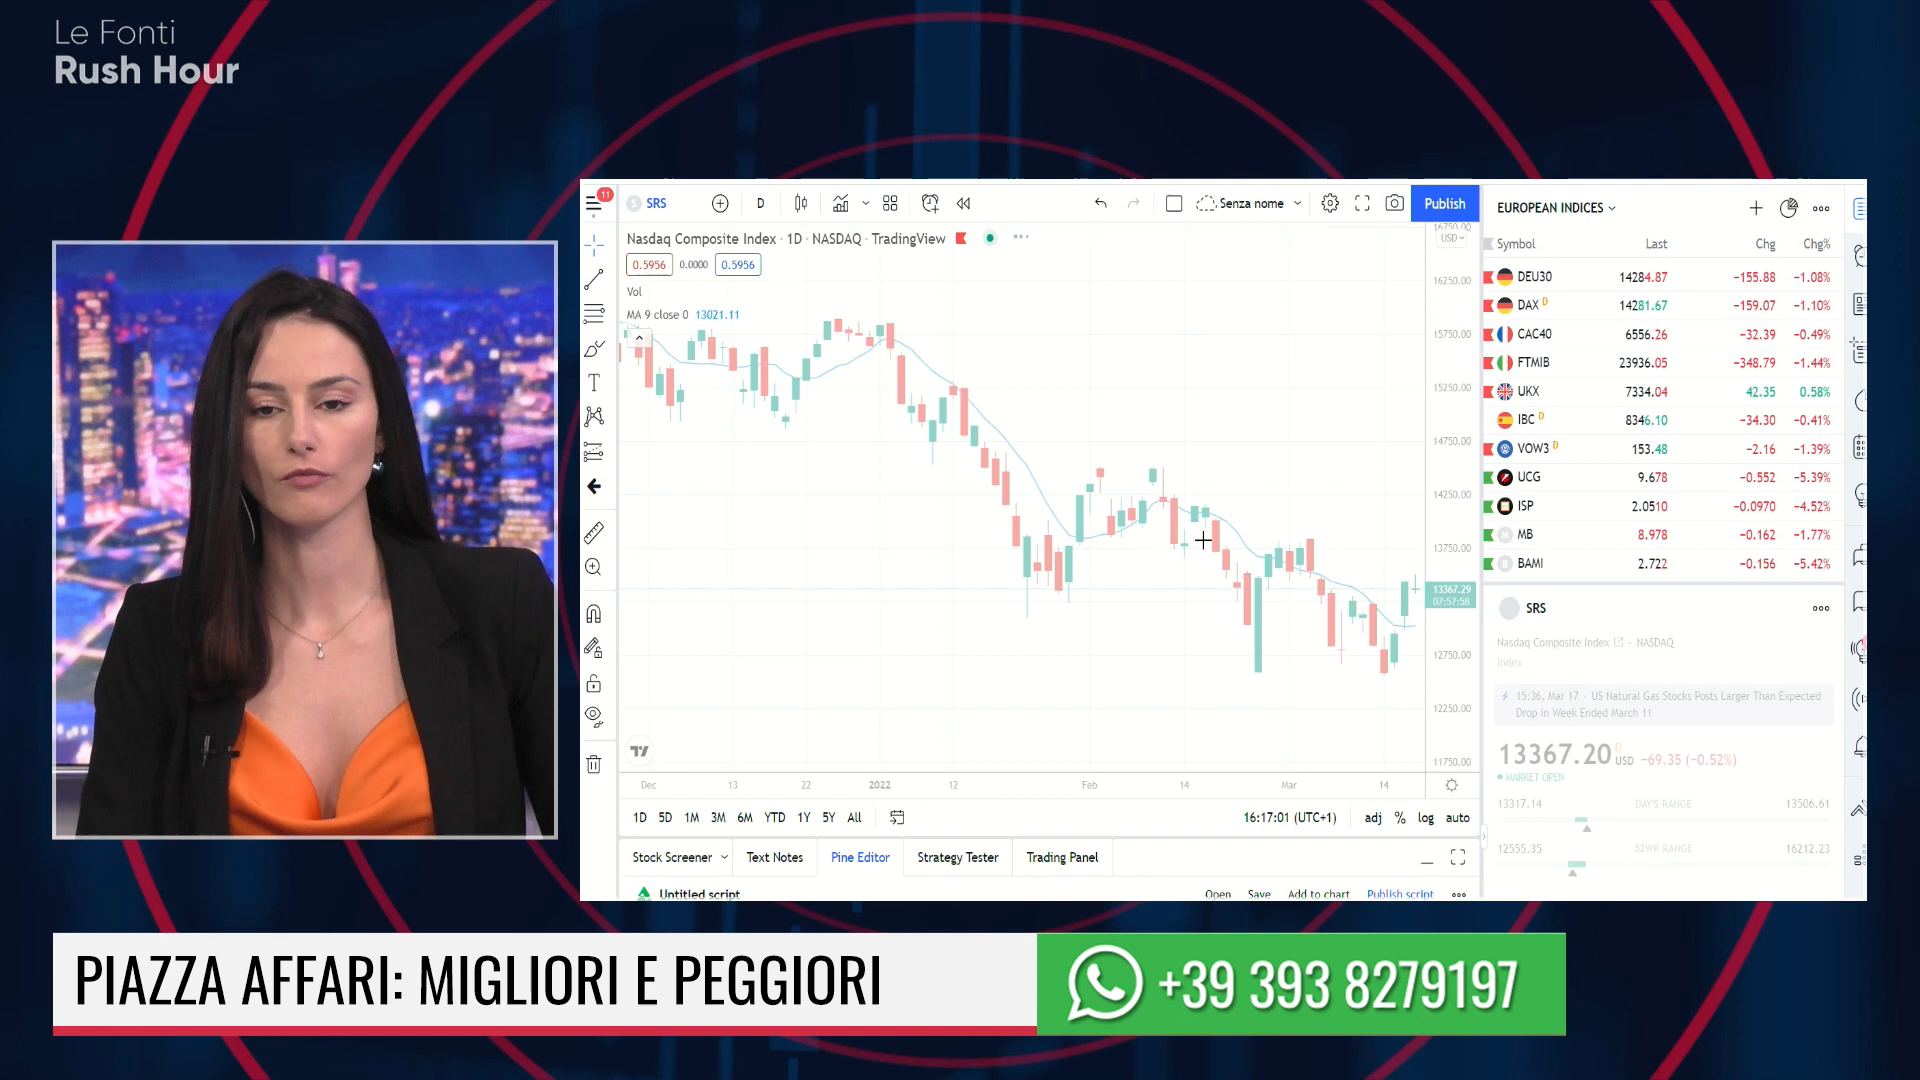 Le Fonti
Rush Hour
11
SRS
D
Senza nome
Publish
Nasdaq Composite Index · 1D · NASDAQ · TradingView
0.5956 0.0000 0.5956
Vol
MA 9 close 0 13021.11
16750.00
USD
16250.00
15750.00
15250.00
14750.00
14250.00
13750.00
13367.29
07:57:58
12750.00
12250.00
11750.00
Dec 13 22 2022 12 Feb 14 Mar 14
1D 5D 1M 3M 6M YTD 1Y 5Y All
16:17:01 (UTC+1) adj % log auto
Stock Screener Text Notes Pine Editor Strategy Tester Trading Panel
Untitled script Open Save Add to chart Publish script
EUROPEAN INDICES
Symbol Last Chg Chg%
DEU30 14284.87 −155.88 −1.08%
DAX D 14281.67 −159.07 −1.10%
CAC40 6556.26 −32.39 −0.49%
FTMIB 23936.05 −348.79 −1.44%
UKX 7334.04 42.35 0.58%
IBC D 8346.10 −34.30 −0.41%
VOW3 D 153.48 −2.16 −1.39%
UCG 9.678 −0.552 −5.39%
ISP 2.0510 −0.0970 −4.52%
M MB 8.978 −0.162 −1.77%
B BAMI 2.722 −0.156 −5.42%
SRS
Nasdaq Composite Index · NASDAQ
Index
15:36, Mar 17 · US Natural Gas Stocks Posts Larger Than Expected
Drop In Week Ended March 11
13367.20 D USD −69.35 (−0.52%)
MARKET OPEN
13317.14 DAY'S RANGE 13506.61
12555.35 52WK RANGE 16212.23
PIAZZA AFFARI: MIGLIORI E PEGGIORI
+39 393 8279197